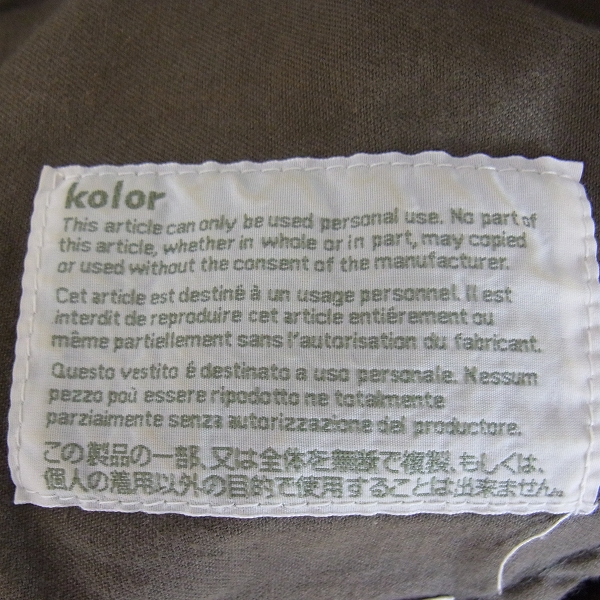 kolor
This article can only be used personal use. No part of
this article, whether in whole or in part, may copied
or used without the consent of the manufacturer.
Cet article est destiné à un usage personnel. Il est
interdit de reproduire cet article entiérement ou
même partiellement sans l'autorisation du fabricant.
Questo vestito é destinato a uso personale. Nessum
pezzo poù essere ripodotto ne totalmente
parzialmente senza autorizzazione del produttore.
この製品の一部、又は全体を無断で複製、もしくは、
個人の着用以外の目的で使用することは出来ません。